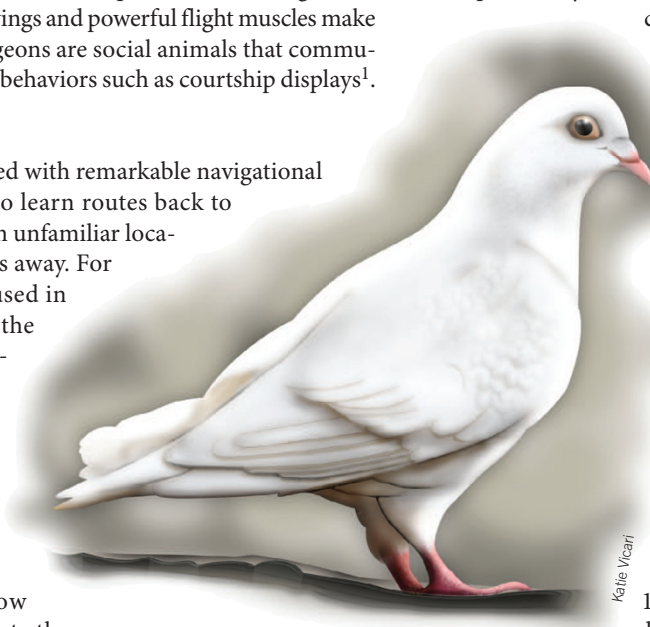 ings and powerful flight muscles make
geons are social animals that commu-
behaviors such as courtship displays¹.
ed with remarkable navigational
o learn routes back to
n unfamiliar loca-
s away. For
used in
the
-
ow
Katie Vicari